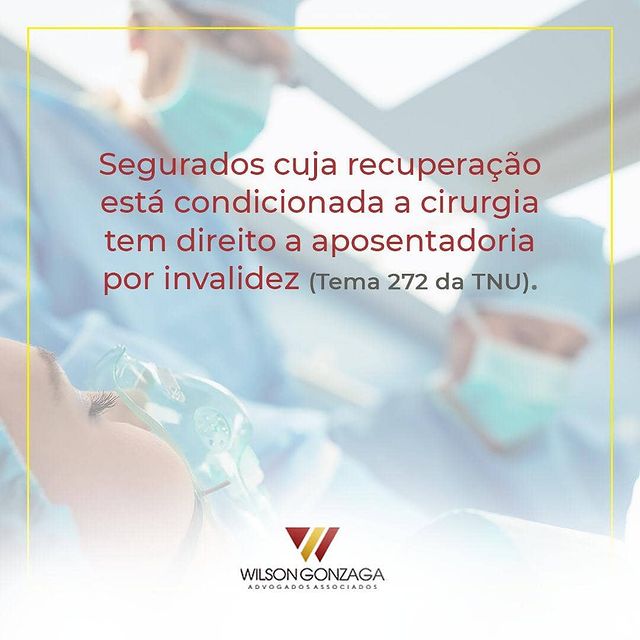 Segurados cuja recuperação
está condicionada a cirurgia
tem direito a aposentadoria
por invalidez (Tema 272 da TNU).
WILSON GONZAGA
ADVOGADOS ASSOCIADOS